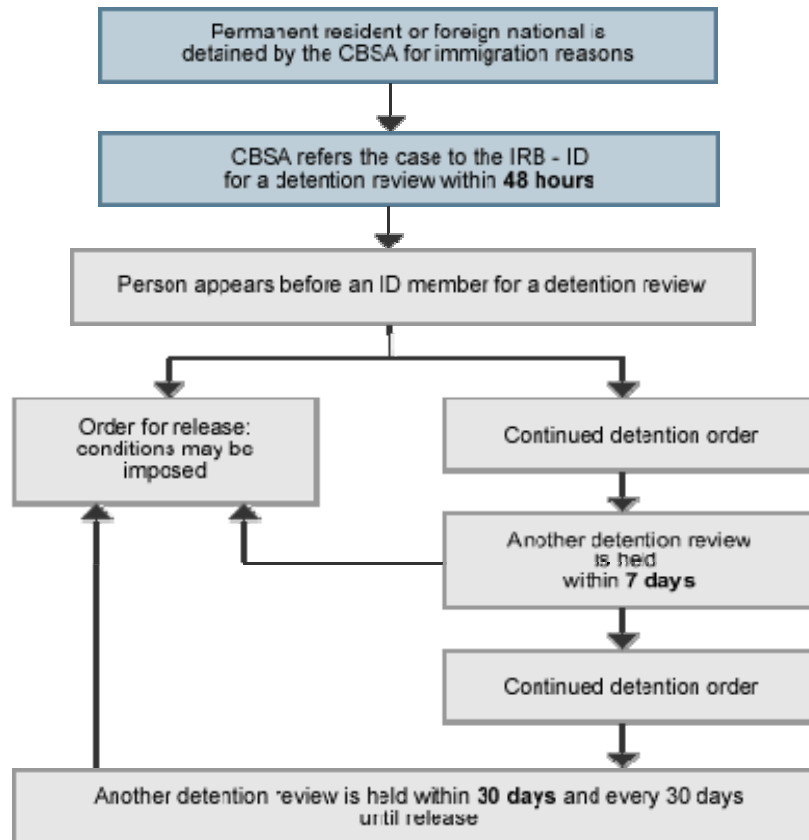 Permanent resident or foreign national is
detained by the CBSA for immigration reasons
CBSA refers the case to the IRB - ID
for a detention review within 48 hours
Person appears before an ID member for a detention review
Order for release:
conditions may be
imposed
Continued detention order
Another detention review
is held
within 7 days
Continued detention order
Another detention review is held within 30 days and every 30 days
until release